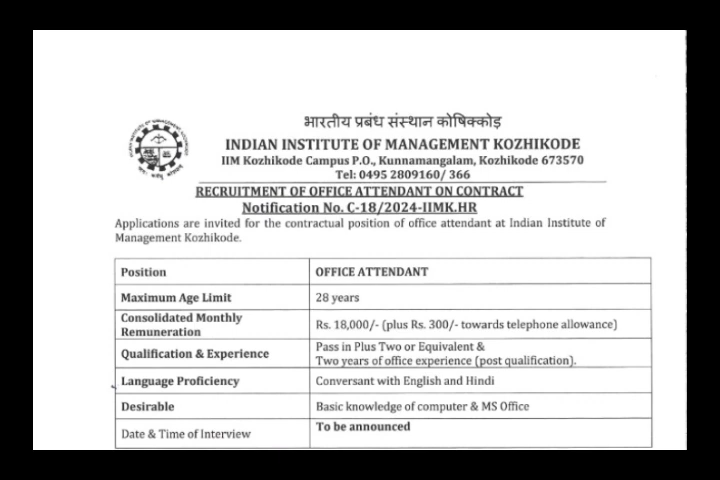 भारतीय प्रबंध संस्थान कोषिक्कोड़
INDIAN INSTITUTE OF MANAGEMENT KOZHIKODE
IIM Kozhikode Campus P.O., Kunnamangalam, Kozhikode 673570
Tel: 0495 2809160/ 366
RECRUITMENT OF OFFICE ATTENDANT ON CONTRACT
Notification No. C-18/2024-IIMK.HR
Applications are invited for the contractual position of office attendant at Indian Institute of
Management Kozhikode.
Position OFFICE ATTENDANT
Maximum Age Limit 28 years
Consolidated Monthly
Remuneration Rs. 18,000/- (plus Rs. 300/- towards telephone allowance)
Qualification & Experience Pass in Plus Two or Equivalent &
Two years of office experience (post qualification).
Language Proficiency Conversant with English and Hindi
Desirable Basic knowledge of computer & MS Office
Date & Time of Interview To be announced